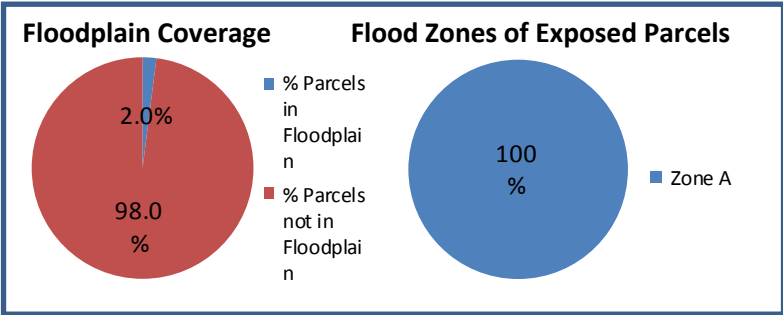 Floodplain Coverage
2.0%
98.0
%
% Parcels
in
Floodplai
n
% Parcels
not in
Floodplai
n
Flood Zones of Exposed Parcels
100
%
Zone A